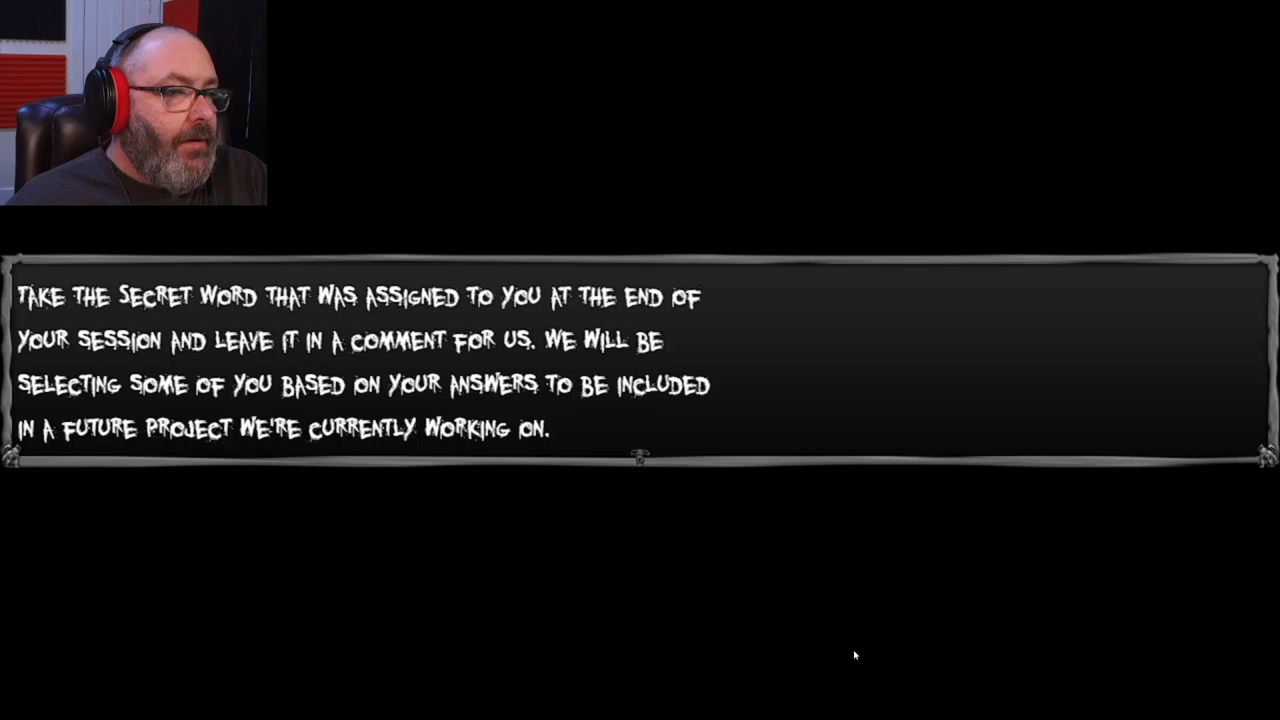 TAKE THE SECRET WORD THAT WAS ASSIGNED TO YOU AT THE END OF
YOUR SESSION AND LEAVE IT IN A COMMENT FOR US. WE WILL BE
SELECTING SOME OF YOU BASED ON YOUR ANSWERS TO BE INCLUDED
IN A FUTURE PROJECT WE'RE CURRENTLY WORKING ON.